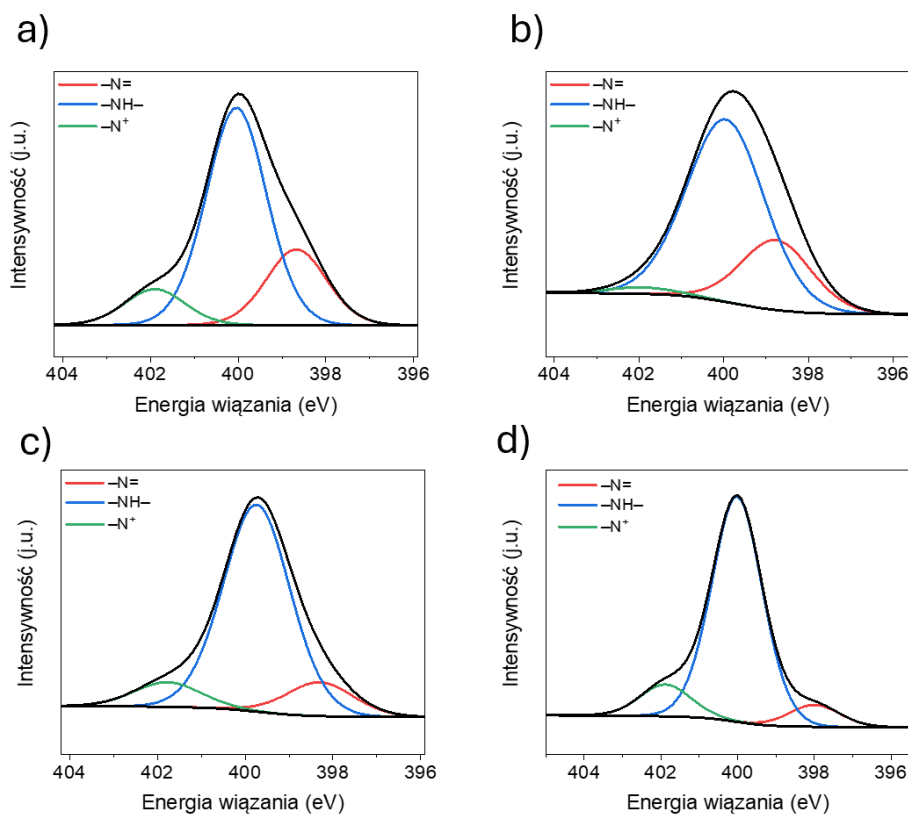 a)
–N=
–NH–
–N⁺
Intensywność (j.u.)
404 402 400 398 396
Energia wiązania (eV)
b)
–N=
–NH–
–N⁺
Intensywność (j.u.)
404 402 400 398 396
Energia wiązania (eV)
c)
–N=
–NH–
–N⁺
Intensywność (j.u.)
404 402 400 398 396
Energia wiązania (eV)
d)
–N=
–NH–
–N⁺
Intensywność (j.u.)
404 402 400 398 396
Energia wiązania (eV)